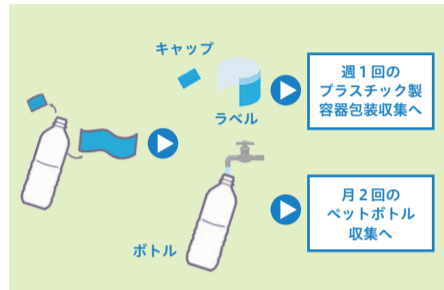 キャップ
ラベル
週1回の
プラスチック製
容器包装収集へ
ボトル
月2回の
ペットボトル
収集へ